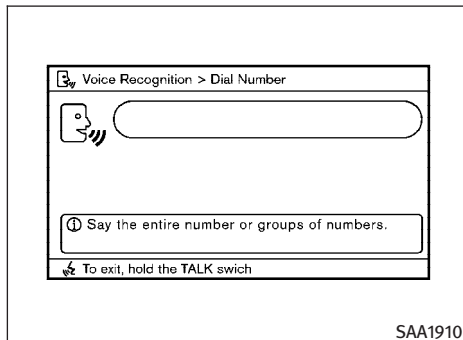 Voice Recognition > Dial Number
Say the entire number or groups of numbers.
To exit, hold the TALK swich
SAA1910